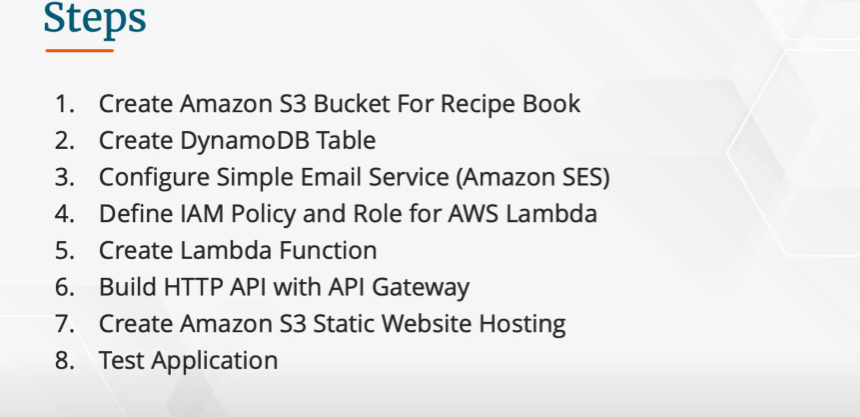 Steps
1. Create Amazon S3 Bucket For Recipe Book
2. Create DynamoDB Table
3. Configure Simple Email Service (Amazon SES)
4. Define IAM Policy and Role for AWS Lambda
5. Create Lambda Function
6. Build HTTP API with API Gateway
7. Create Amazon S3 Static Website Hosting
8. Test Application